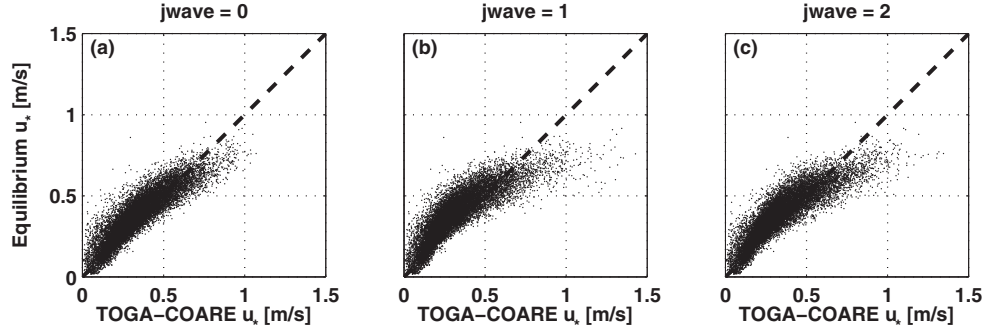 jwave = 0
jwave = 1
jwave = 2
(a)
(b)
(c)
Equilibrium u⋆ [m/s]
1.5
1
0.5
0
0 0.5 1 1.5
0 0.5 1 1.5
0 0.5 1 1.5
TOGA−COARE u⋆ [m/s]
TOGA−COARE u⋆ [m/s]
TOGA−COARE u⋆ [m/s]